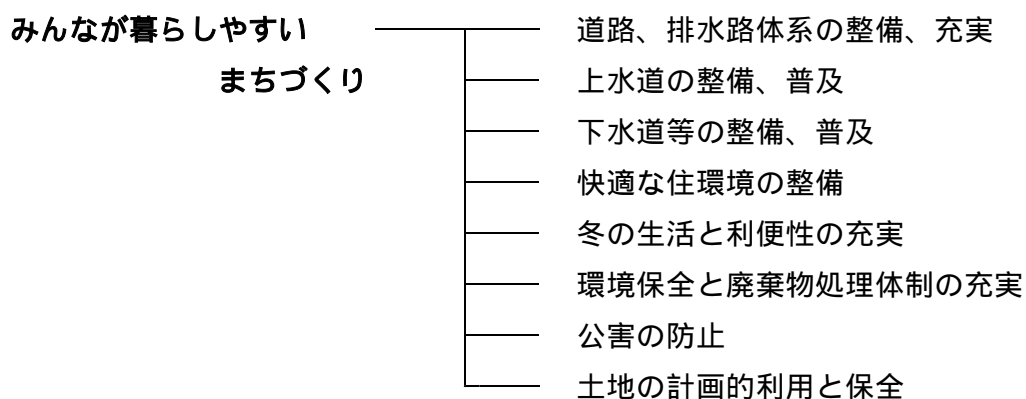 みんなが暮らしやすい
まちづくり
道路、排水路体系の整備、充実
上水道の整備、普及
下水道等の整備、普及
快適な住環境の整備
冬の生活と利便性の充実
環境保全と廃棄物処理体制の充実
公害の防止
土地の計画的利用と保全